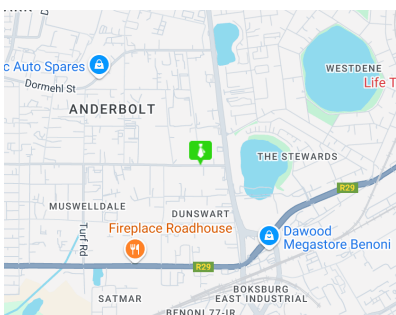 c Auto Spares
WESTDENE
Life T
Dormehl St
ANDERBOLT
THE STEWARDS
R29
MUSWELLDALE
DUNSWART
Turf Rd
Fireplace Roadhouse
Dawood
Megastore Benoni
R29
SATMAR
BOKSBURG
EAST INDUSTRIAL
BENONI 77-IR